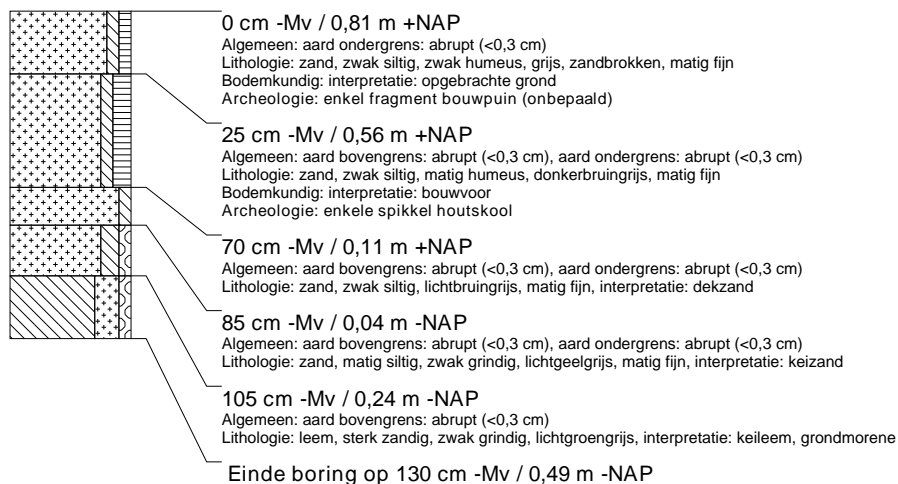 0 cm -Mv / 0,81 m +NAP
Algemeen: aard ondergrens: abrupt (<0,3 cm)
Lithologie: zand, zwak siltig, zwak humeus, grijs, zandbrokken, matig fijn
Bodemkundig: interpretatie: opgebrachte grond
Archeologie: enkel fragment bouwpuin (onbepaald)
25 cm -Mv / 0,56 m +NAP
Algemeen: aard bovengrens: abrupt (<0,3 cm), aard ondergrens: abrupt (<0,3 cm)
Lithologie: zand, zwak siltig, matig humeus, donkerbruingrijs, matig fijn
Bodemkundig: interpretatie: bouwvoor
Archeologie: enkele spikkel houtskool
70 cm -Mv / 0,11 m +NAP
Algemeen: aard bovengrens: abrupt (<0,3 cm), aard ondergrens: abrupt (<0,3 cm)
Lithologie: zand, zwak siltig, lichtbruingrijs, matig fijn, interpretatie: dekzand
85 cm -Mv / 0,04 m -NAP
Algemeen: aard bovengrens: abrupt (<0,3 cm), aard ondergrens: abrupt (<0,3 cm)
Lithologie: zand, matig siltig, zwak grindig, lichtgeelgrijs, matig fijn, interpretatie: keizand
105 cm -Mv / 0,24 m -NAP
Algemeen: aard bovengrens: abrupt (<0,3 cm)
Lithologie: leem, sterk zandig, zwak grindig, lichtgroengrijs, interpretatie: keileem, grondmorene
Einde boring op 130 cm -Mv / 0,49 m -NAP